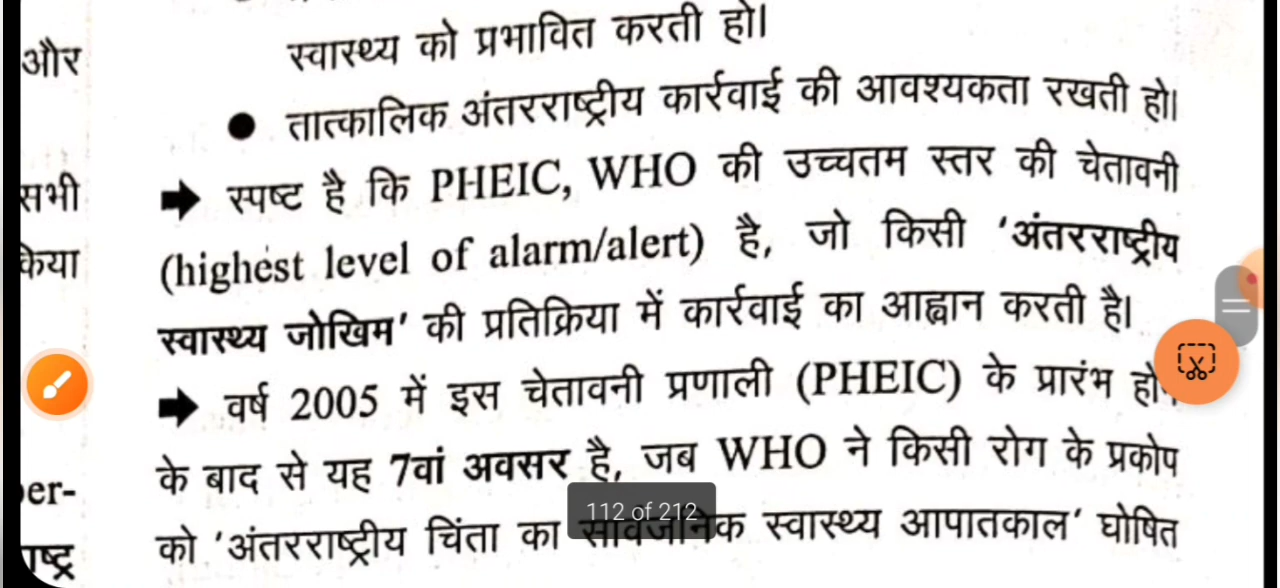 और
सभी
er-
राष्ट्र
स्वास्थ्य को प्रभावित करती हो।
● तात्कालिक अंतरराष्ट्रीय कार्रवाई की आवश्यकता रखती हो।
➡ स्पष्ट है कि PHEIC, WHO की उच्चतम स्तर की चेतावनी
(highest level of alarm/alert) है, जो किसी ‘अंतरराष्ट्रीय
स्वास्थ्य जोखिम’ की प्रतिक्रिया में कार्रवाई का आह्वान करती है।
➡ वर्ष 2005 में इस चेतावनी प्रणाली (PHEIC) के प्रारंभ
के बाद से यह 7वां अवसर है, जब WHO ने किसी रोग के प्रकोप
को ‘अंतरराष्ट्रीय चिंता का सार्वजनिक स्वास्थ्य आपातकाल’ घोषित
112 of 212